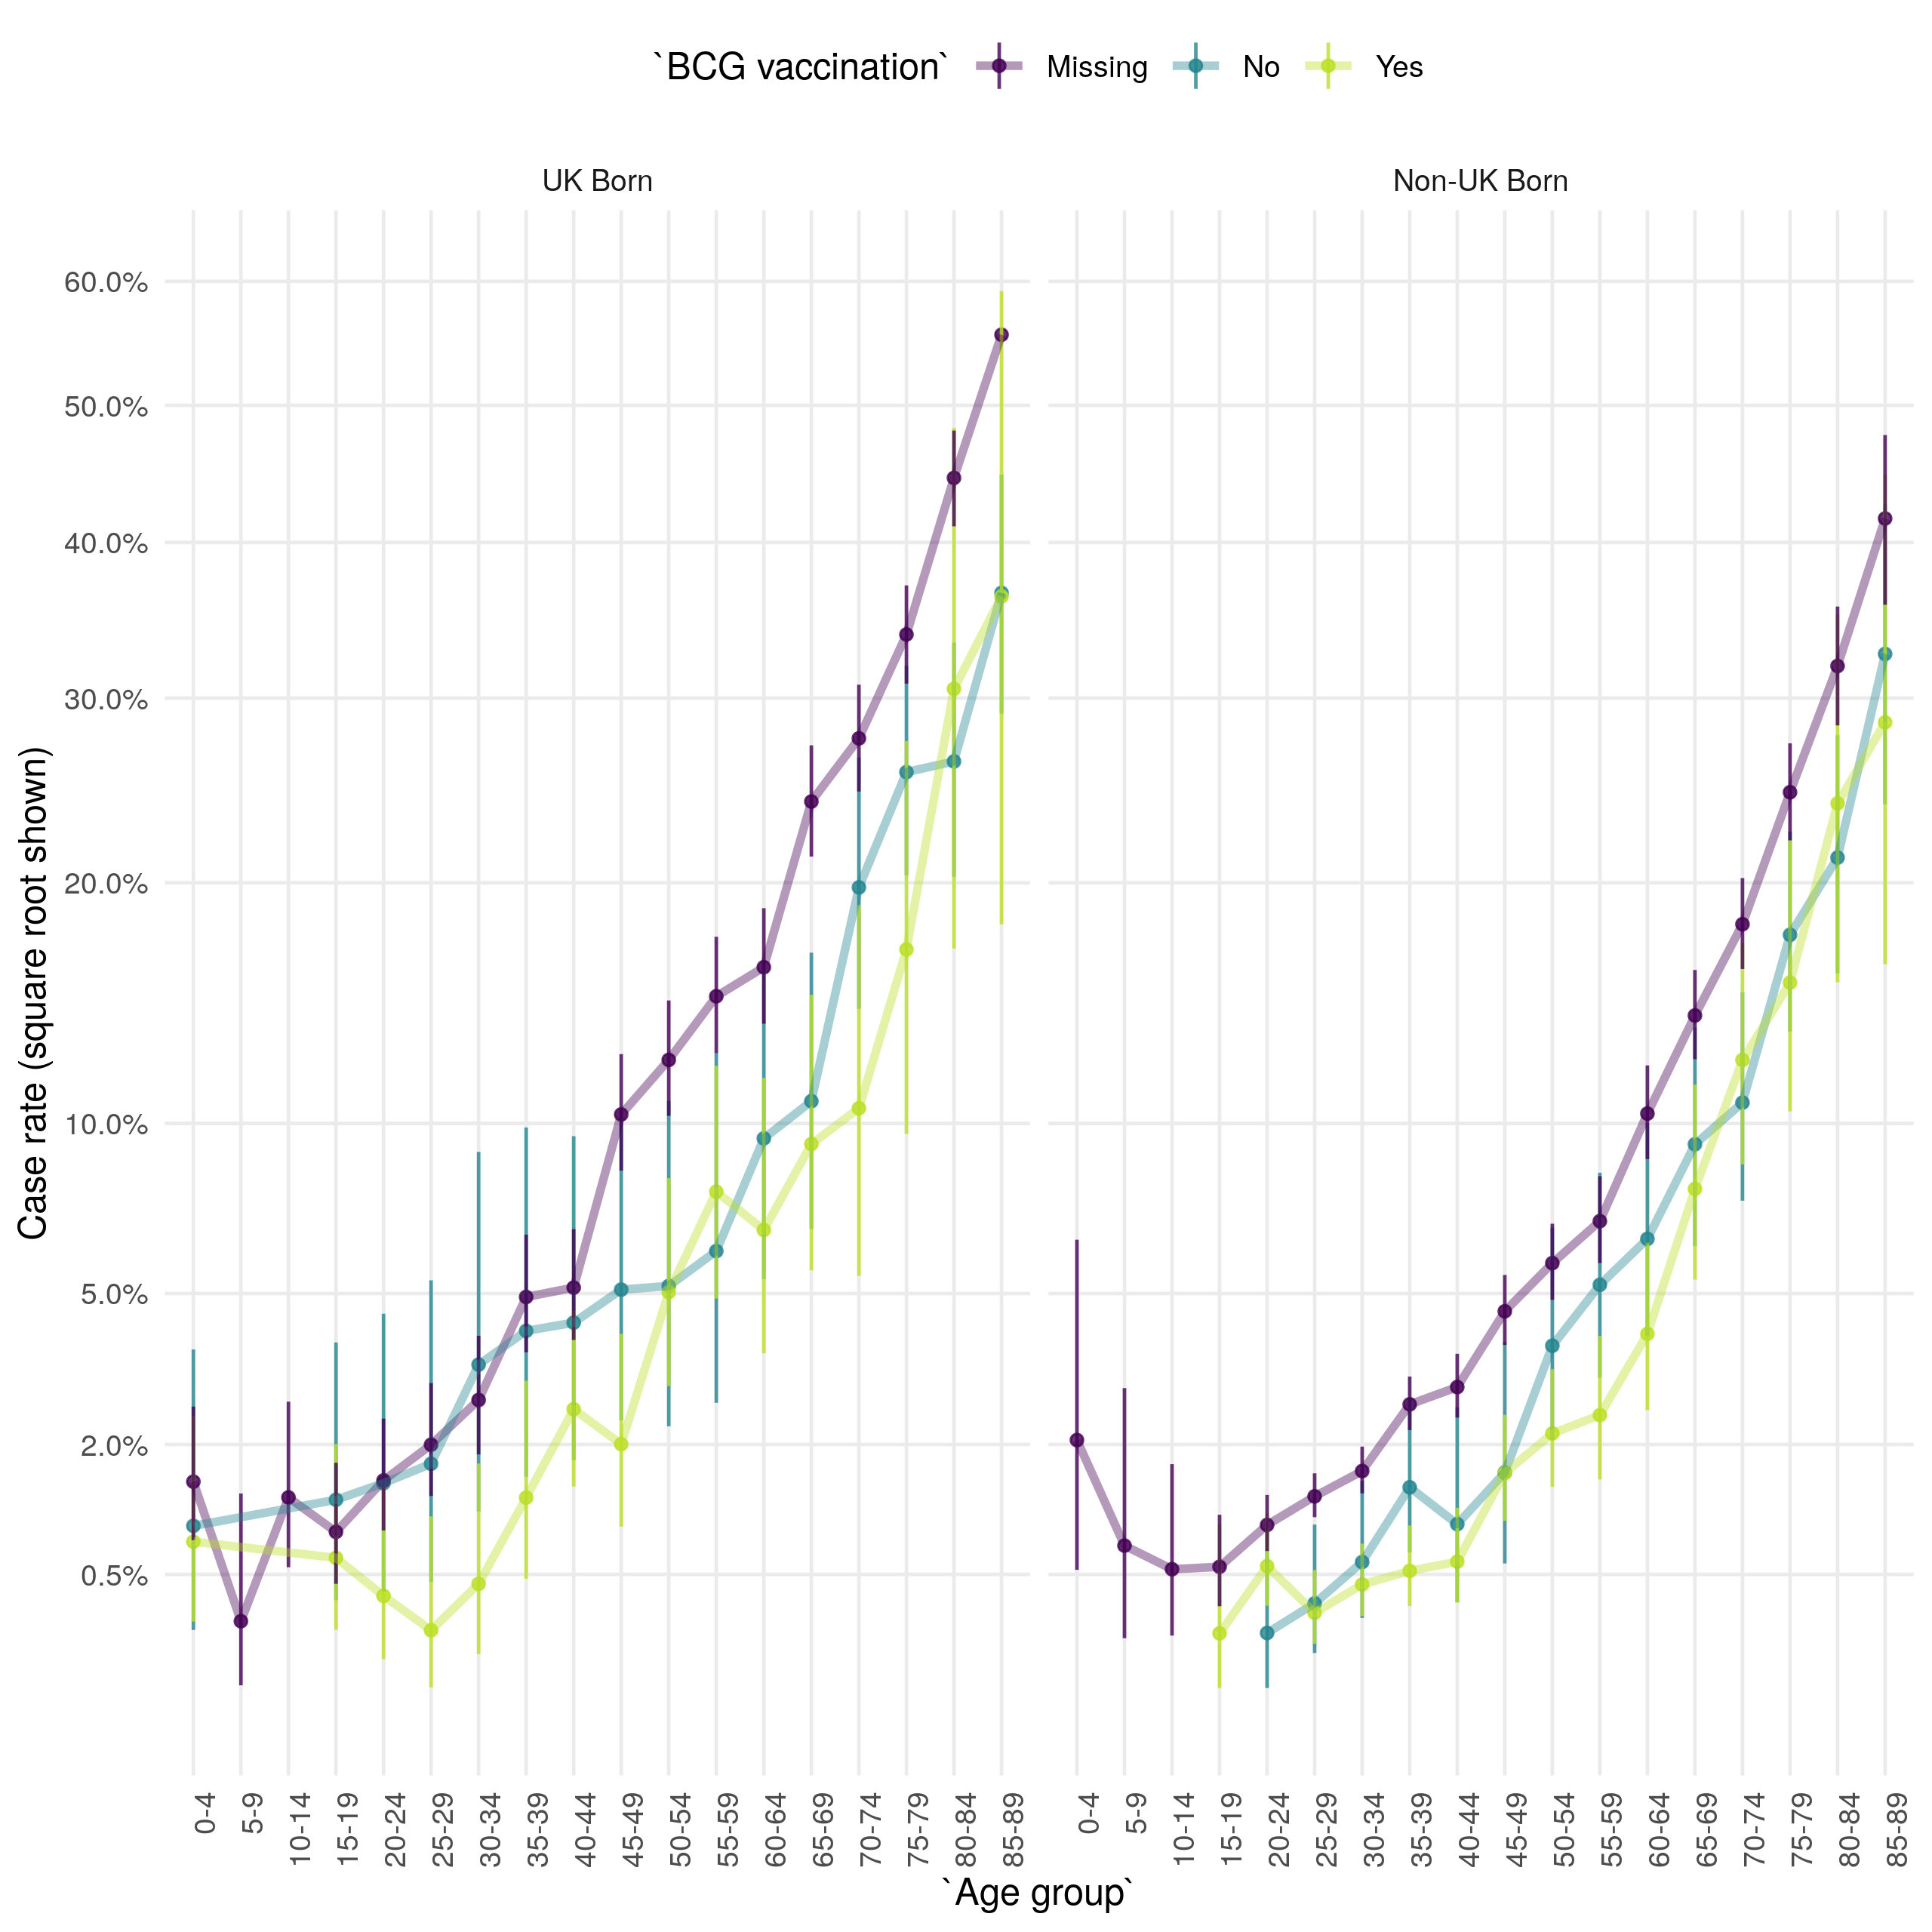 `BCG vaccination` Missing No Yes
UK Born Non-UK Born
60.0%
50.0%
40.0%
30.0%
20.0%
10.0%
5.0%
2.0%
0.5%
Case rate (square root shown)
0-4 5-9 10-14 15-19 20-24 25-29 30-34 35-39 40-44 45-49 50-54 55-59 60-64 65-69 70-74 75-79 80-84 85-89 0-4 5-9 10-14 15-19 20-24 25-29 30-34 35-39 40-44 45-49 50-54 55-59 60-64 65-69 70-74 75-79 80-84 85-89
`Age group`